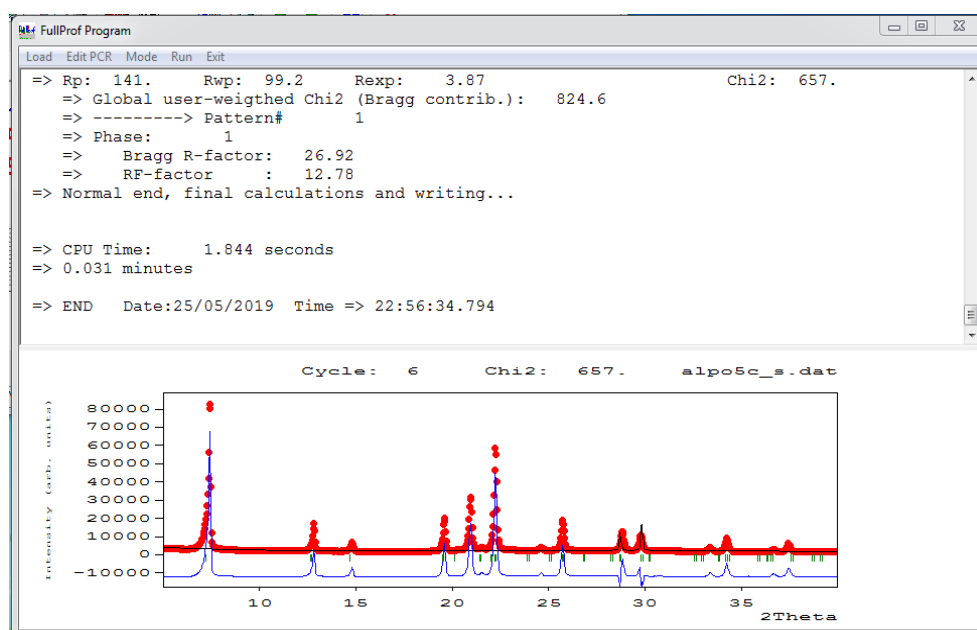 FullProf Program
Load Edit PCR Mode Run Exit
=> Rp: 141. Rwp: 99.2 Rexp: 3.87 Chi2: 657.
=> Global user-weigthed Chi2 (Bragg contrib.): 824.6
=> ---------> Pattern# 1
=> Phase: 1
=> Bragg R-factor: 26.92
=> RF-factor : 12.78
=> Normal end, final calculations and writing...
=> CPU Time: 1.844 seconds
=> 0.031 minutes
=> END Date:25/05/2019 Time => 22:56:34.794
Cycle: 6 Chi2: 657. alpo5c_s.dat
Intensity (arb. units)
80000
70000
60000
50000
40000
30000
20000
10000
0
-10000
10 15 20 25 30 35
2Theta